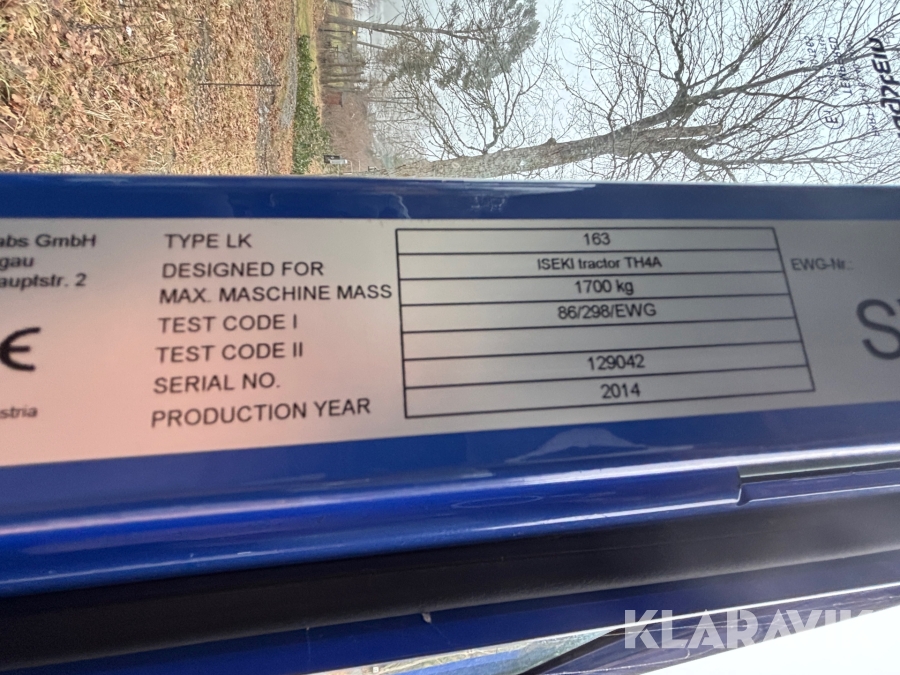 abs GmbH
gau
auptstr. 2
CE
stria
TYPE LK 163
DESIGNED FOR ISEKI tractor TH4A
MAX. MASCHINE MASS 1700 kg
TEST CODE I 86/298/EWG
TEST CODE II
SERIAL NO. 129042
PRODUCTION YEAR 2014
EWG-Nr.:
S
KLARAVIK